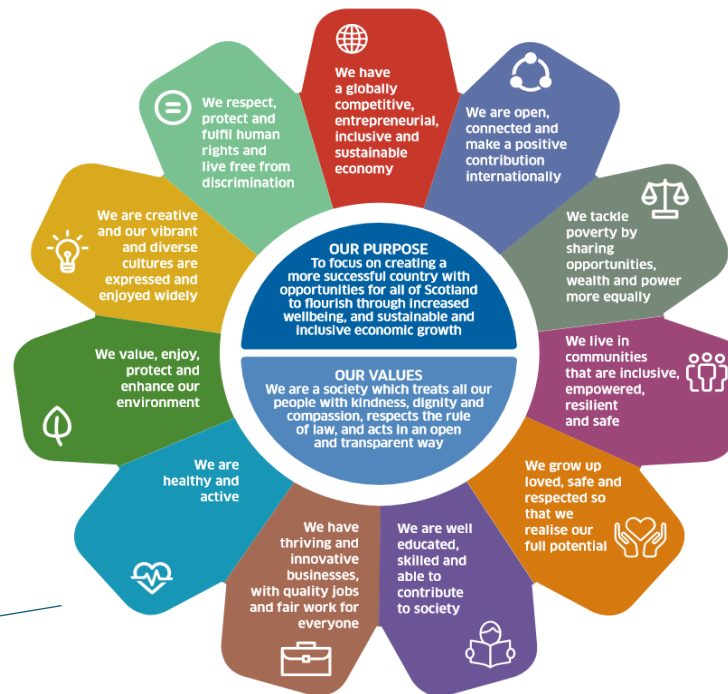 We have
a globally
competitive,
entrepreneurial,
inclusive and
sustainable
economy
We are open,
connected and
make a positive
contribution
internationally
We tackle
poverty by
sharing
opportunities,
wealth and power
more equally
We live in
communities
that are inclusive,
empowered,
resilient
and safe
We grow up
loved, safe and
respected so
that we
realise our
full potential
We are well
educated,
skilled and
able to
contribute
to society
We have
thriving and
innovative
businesses,
with quality jobs
and fair work for
everyone
We are
healthy and
active
We value, enjoy,
protect and
enhance our
environment
We are creative
and our vibrant
and diverse
cultures are
expressed and
enjoyed widely
We respect,
protect and
fulfil human
rights and
live free from
discrimination
OUR PURPOSE
To focus on creating a
more successful country with
opportunities for all of Scotland
to flourish through increased
wellbeing, and sustainable and
inclusive economic growth
OUR VALUES
We are a society which treats all our
people with kindness, dignity and
compassion, respects the rule
of law, and acts in an open
and transparent way